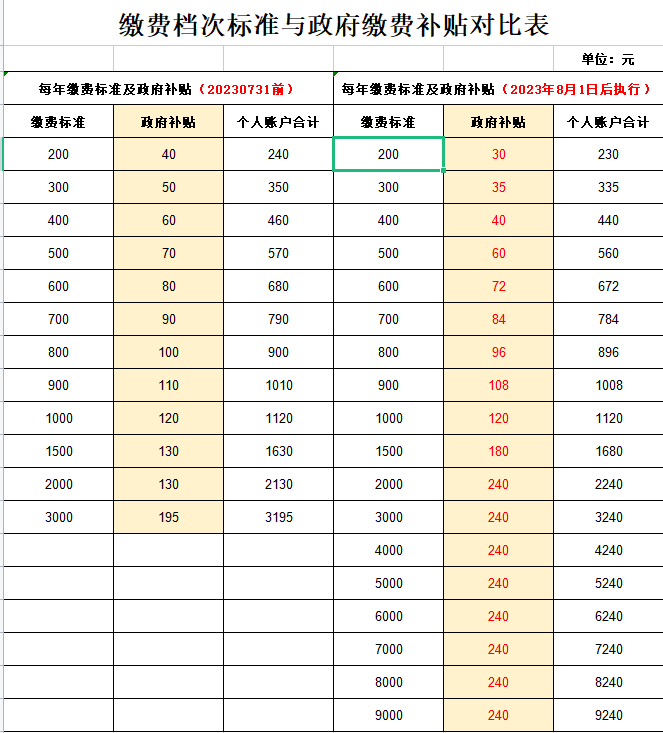 缴费档次标准与政府缴费补贴对比表
单位：元
每年缴费标准及政府补贴（20230731前） 每年缴费标准及政府补贴（2023年8月1日后执行）
缴费标准 政府补贴 个人账户合计 缴费标准 政府补贴 个人账户合计
200 40 240 200 30 230
300 50 350 300 35 335
400 60 460 400 40 440
500 70 570 500 60 560
600 80 680 600 72 672
700 90 790 700 84 784
800 100 900 800 96 896
900 110 1010 900 108 1008
1000 120 1120 1000 120 1120
1500 130 1630 1500 180 1680
2000 130 2130 2000 240 2240
3000 195 3195 3000 240 3240
4000 240 4240
5000 240 5240
6000 240 6240
7000 240 7240
8000 240 8240
9000 240 9240